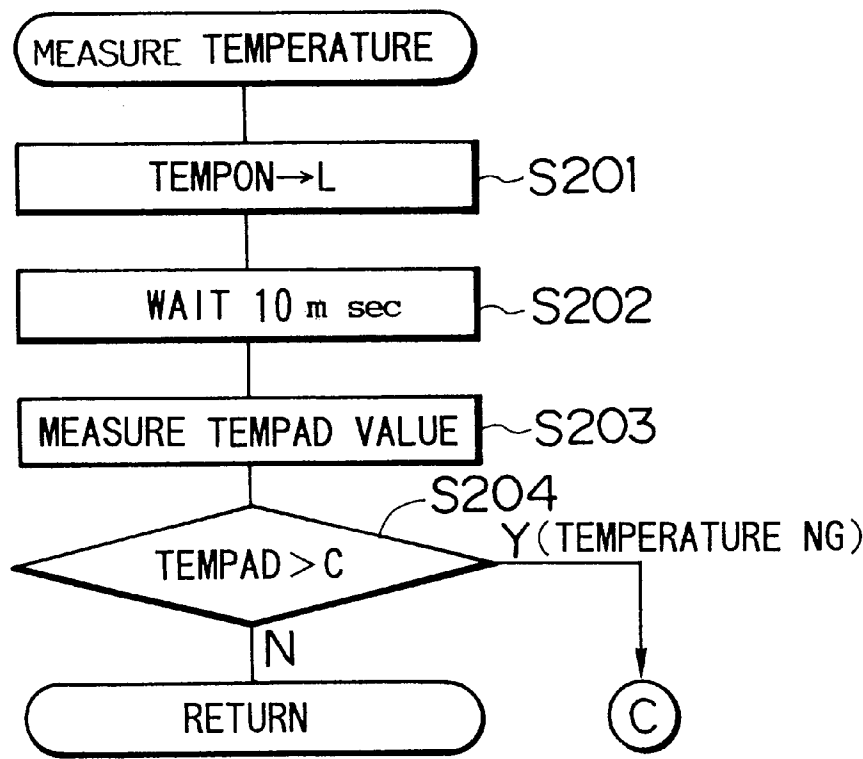 MEASURE TEMPERATURE
TEMPON→L
S201
WAIT 10 m sec
S202
MEASURE TEMPAD VALUE
S203
S204
TEMPAD > C
Y (TEMPERATURE NG)
N
RETURN
C